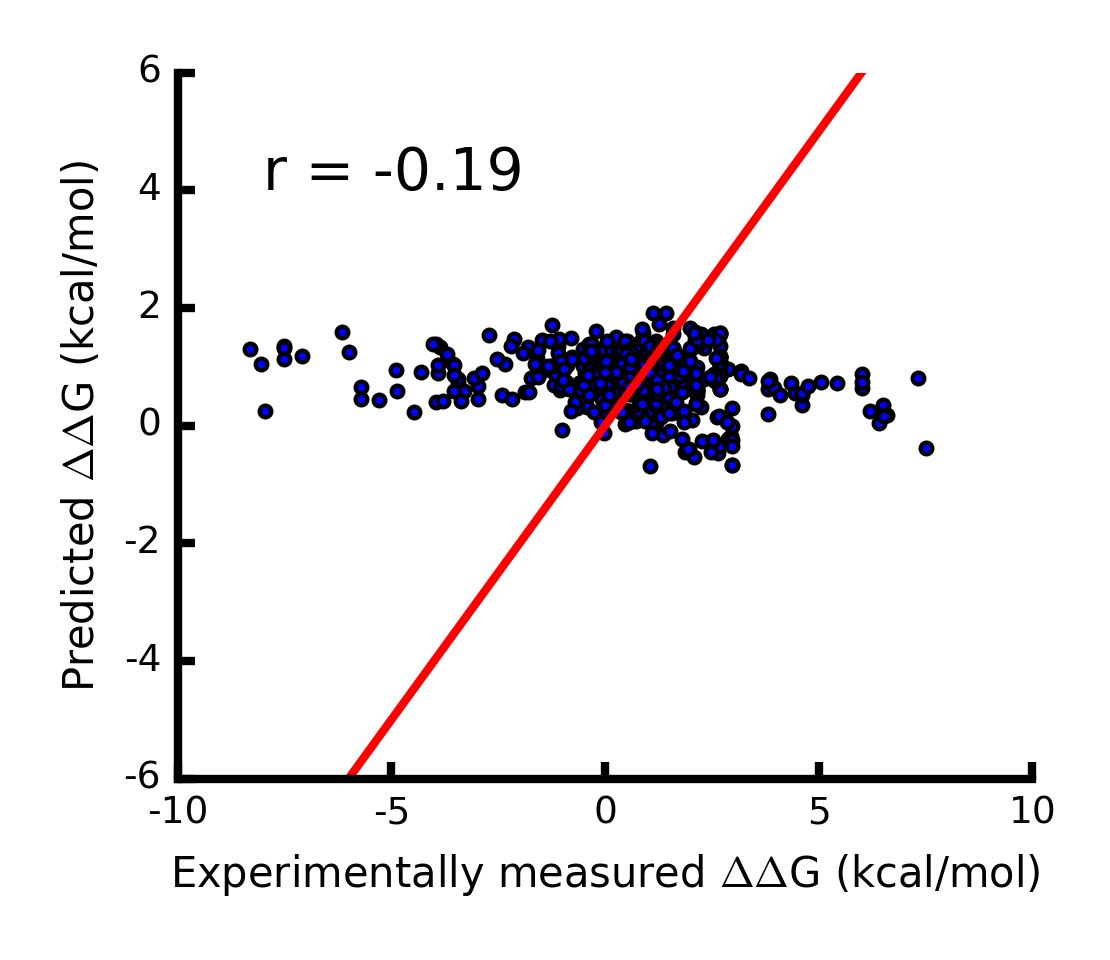 r = -0.19
Predicted ΔΔG (kcal/mol)
6
4
2
0
-2
-4
-6
-10 -5 0 5 10
Experimentally measured ΔΔG (kcal/mol)